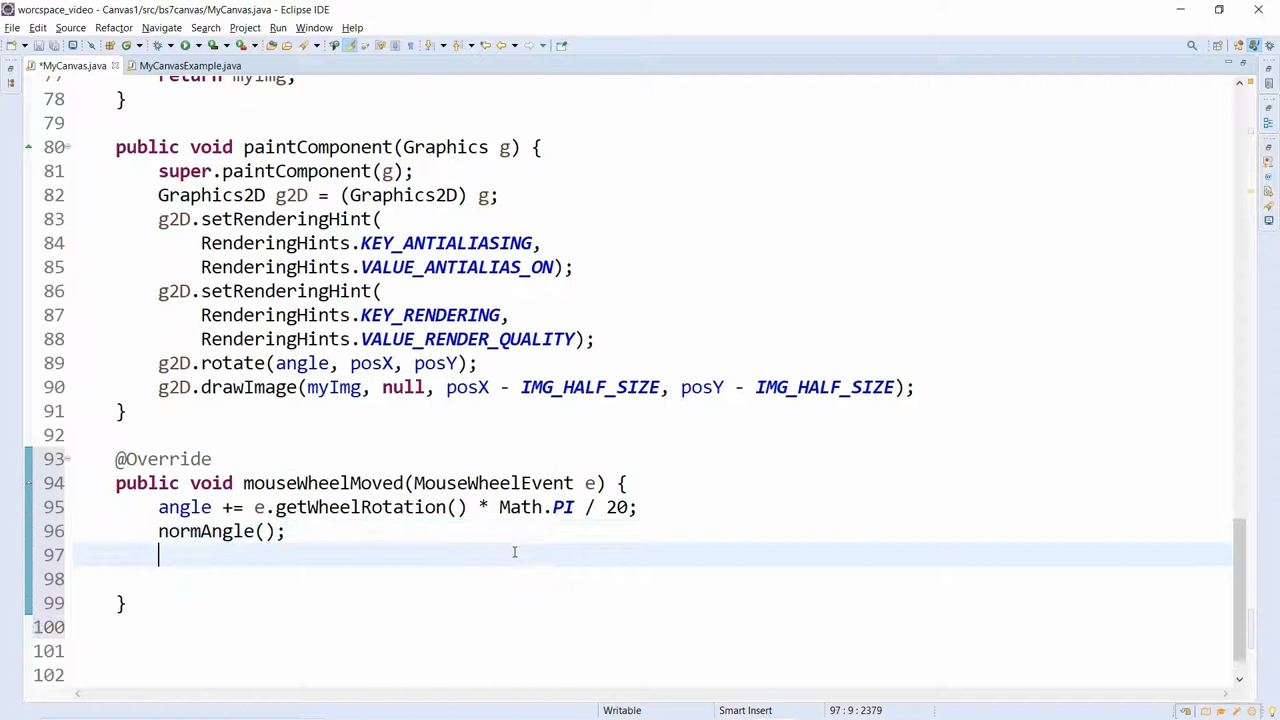 worcspace_video - Canvas1/src/bs7canvas/MyCanvas.java - Eclipse IDE
File Edit Source Refactor Navigate Search Project Run Window Help
*MyCanvas.java MyCanvasExample.java
77 return myImg;
78 }
79
80 public void paintComponent(Graphics g) {
81 super.paintComponent(g);
82 Graphics2D g2D = (Graphics2D) g;
83 g2D.setRenderingHint(
84 RenderingHints.KEY_ANTIALIASING,
85 RenderingHints.VALUE_ANTIALIAS_ON);
86 g2D.setRenderingHint(
87 RenderingHints.KEY_RENDERING,
88 RenderingHints.VALUE_RENDER_QUALITY);
89 g2D.rotate(angle, posX, posY);
90 g2D.drawImage(myImg, null, posX - IMG_HALF_SIZE, posY - IMG_HALF_SIZE);
91 }
92
93 @Override
94 public void mouseWheelMoved(MouseWheelEvent e) {
95 angle += e.getWheelRotation() * Math.PI / 20;
96 normAngle();
97
98
99 }
100
101
102
Writable Smart Insert 97 : 9 : 2379